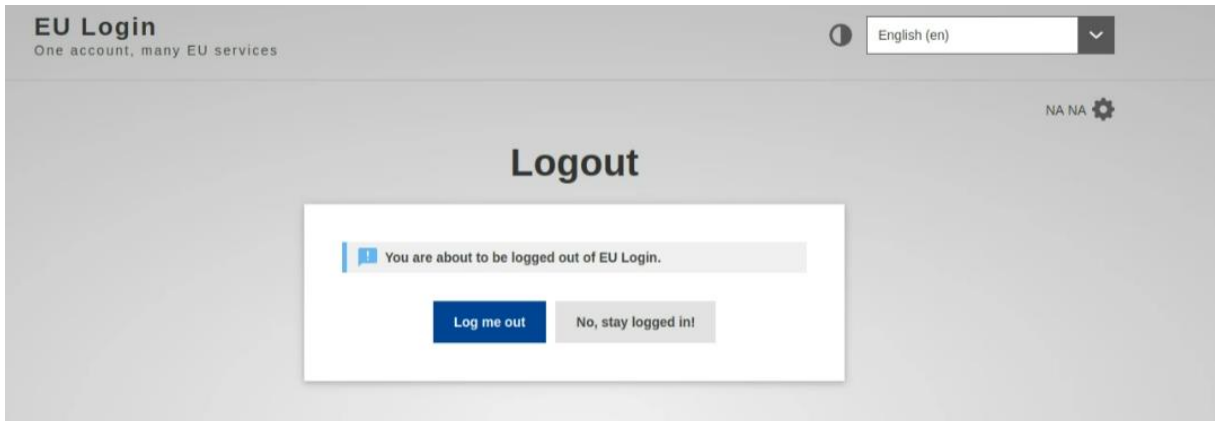 EU Login
One account, many EU services
English (en)
NA NA
Logout
You are about to be logged out of EU Login.
Log me out
No, stay logged in!